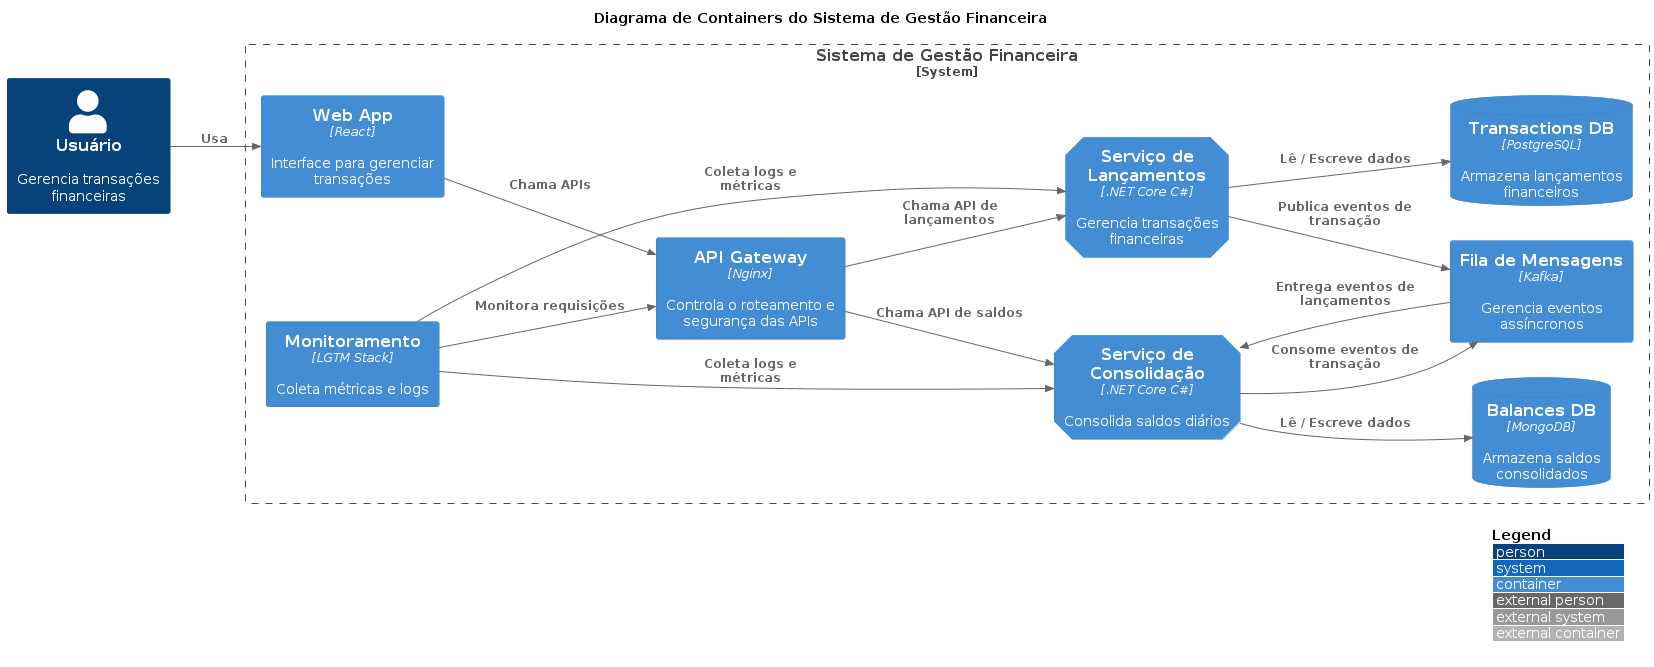 Diagrama de Containers do Sistema de Gestão Financeira
Sistema de Gestão Financeira
[System]
Usuário
Gerencia transações
financeiras
Usa
Web App
[React]
Interface para gerenciar
transações
Chama APIs
Monitoramento
[LGTM Stack]
Coleta métricas e logs
Coleta logs e
métricas
Monitora requisições
Coleta logs e
métricas
API Gateway
[Nginx]
Controla o roteamento e
segurança das APIs
Chama API de
lançamentos
Chama API de saldos
Serviço de
Lançamentos
[.NET Core C#]
Gerencia transações
financeiras
Serviço de
Consolidação
[.NET Core C#]
Consolida saldos diários
Lê / Escreve dados
Publica eventos de
transação
Entrega eventos de
lançamentos
Consome eventos de
transação
Lê / Escreve dados
Transactions DB
[PostgreSQL]
Armazena lançamentos
financeiros
Fila de Mensagens
[Kafka]
Gerencia eventos
assíncronos
Balances DB
[MongoDB]
Armazena saldos
consolidados
Legend
person
system
container
external person
external system
external container